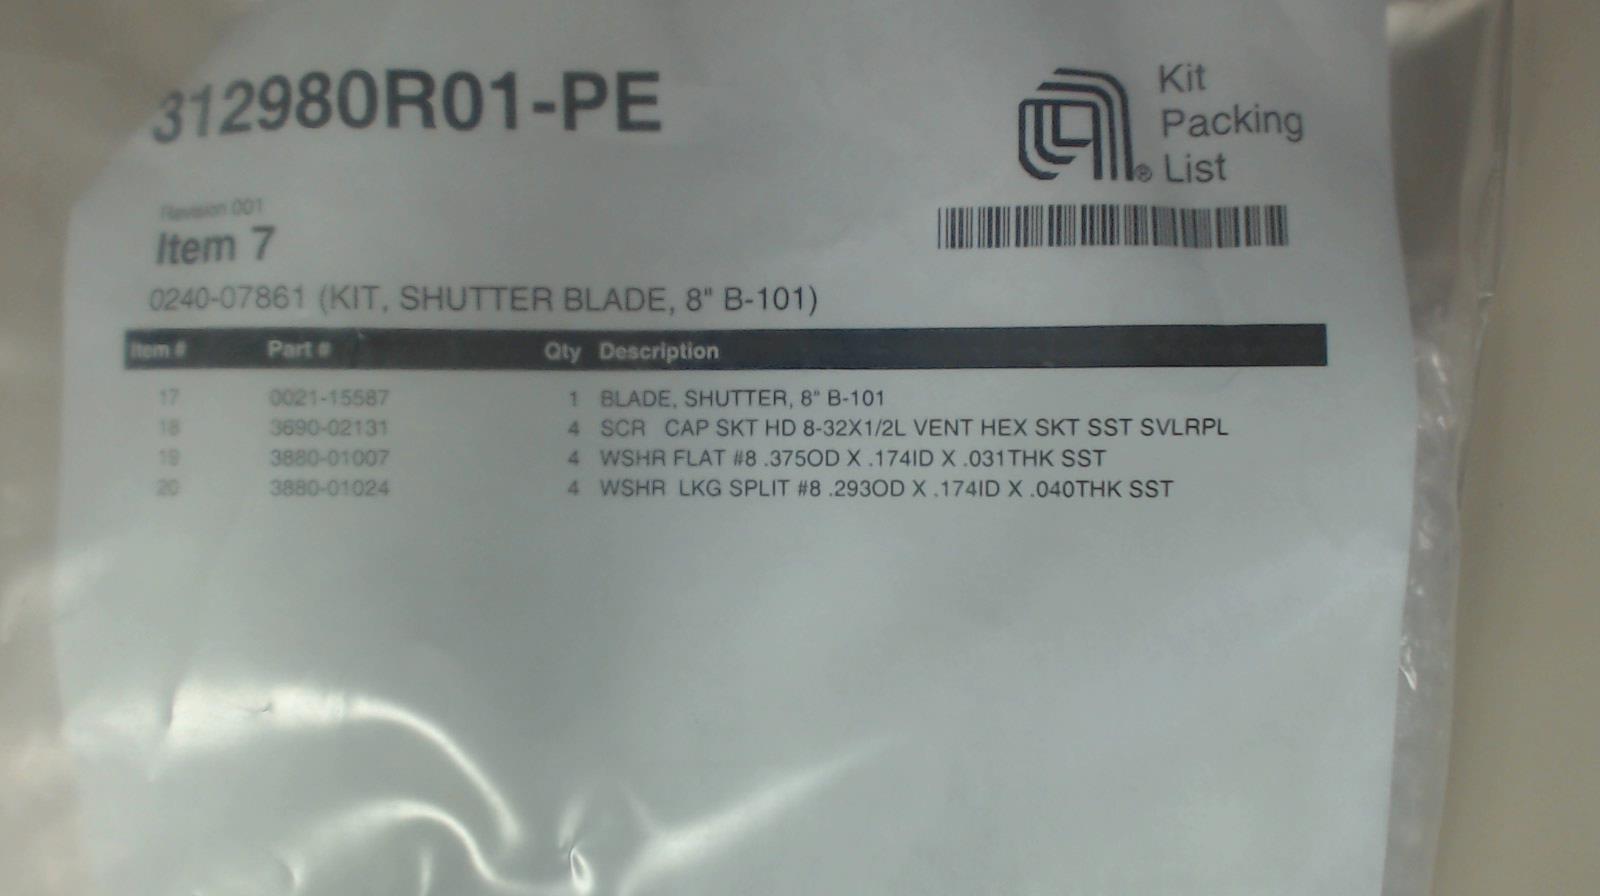 312980R01-PE
Kit
Packing
® List
Revision 001
Item 7
0240-07861 (KIT, SHUTTER BLADE, 8" B-101)
Item # Part # Qty Description
17 0021-15587 1 BLADE, SHUTTER, 8" B-101
18 3690-02131 4 SCR CAP SKT HD 8-32X1/2L VENT HEX SKT SST SVLRPL
19 3880-01007 4 WSHR FLAT #8 .375OD X .174ID X .031THK SST
20 3880-01024 4 WSHR LKG SPLIT #8 .293OD X .174ID X .040THK SST